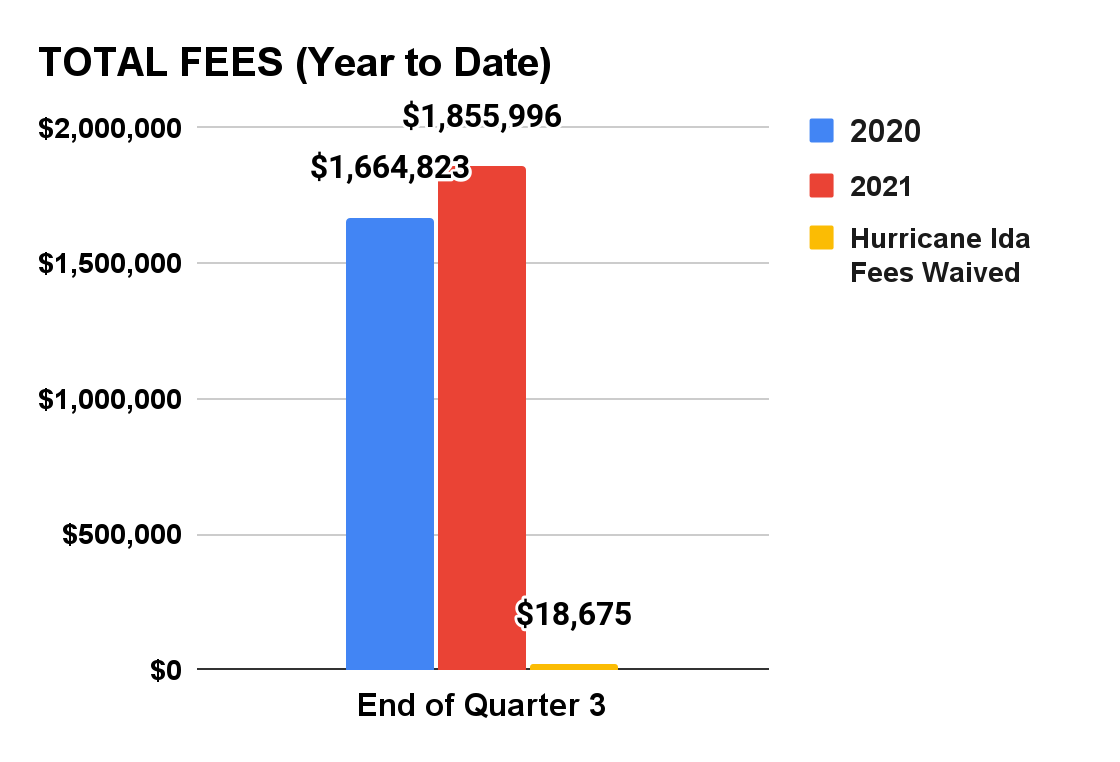 TOTAL FEES (Year to Date)
$1,855,996
$2,000,000
$1,664,823
$1,500,000
$1,000,000
$500,000
$18,675
$0
End of Quarter 3
2020
2021
Hurricane Ida
Fees Waived